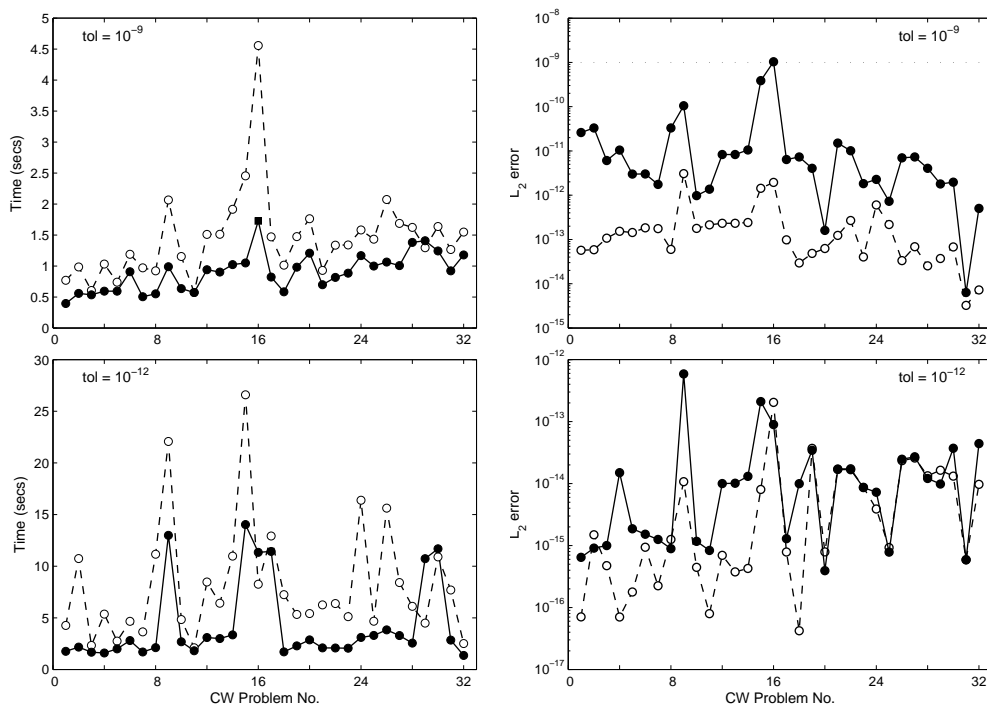 tol = 10⁻⁹
Time (secs)
5
4.5
4
3.5
3
2.5
2
1.5
1
0.5
0
0 8 16 24 32
tol = 10⁻⁹
L₂ error
10⁻⁸
10⁻⁹
10⁻¹⁰
10⁻¹¹
10⁻¹²
10⁻¹³
10⁻¹⁴
10⁻¹⁵
0 8 16 24 32
tol = 10⁻¹²
Time (secs)
30
25
20
15
10
5
0
0 8 16 24 32
CW Problem No.
tol = 10⁻¹²
L₂ error
10⁻¹²
10⁻¹³
10⁻¹⁴
10⁻¹⁵
10⁻¹⁶
10⁻¹⁷
0 8 16 24 32
CW Problem No.